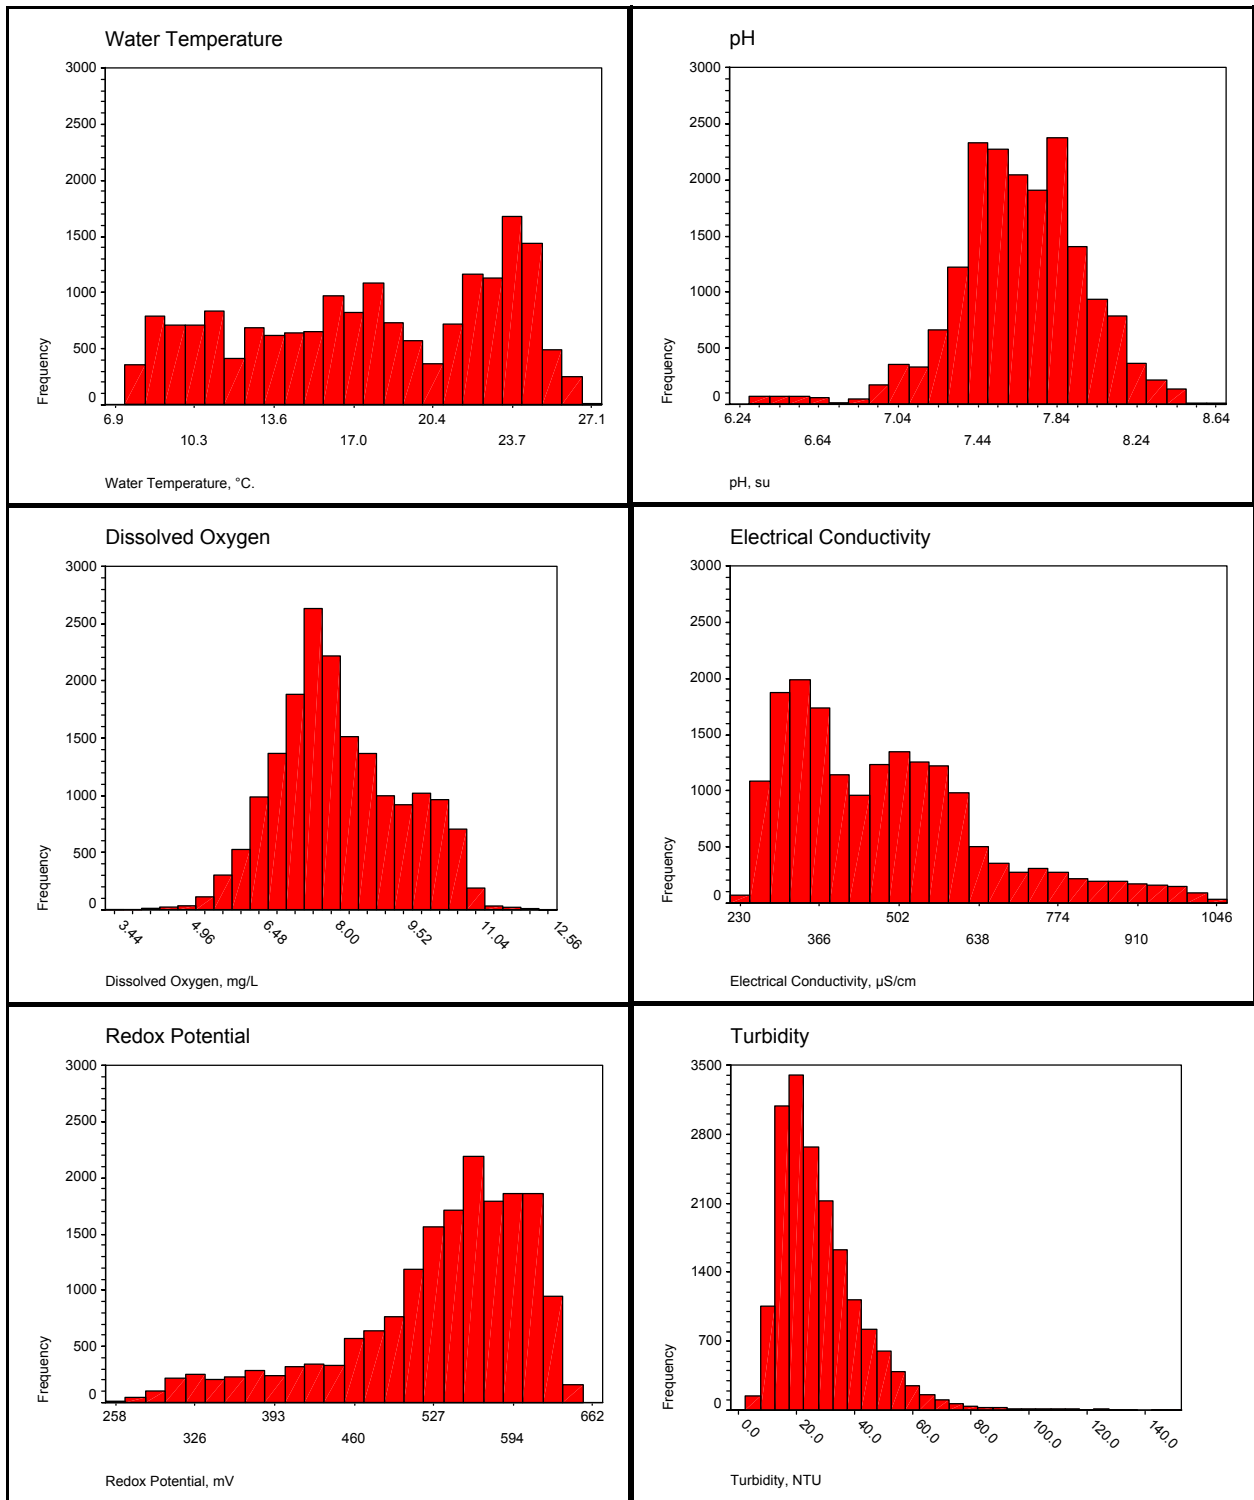 Water Temperature
3000
2500
2000
1500
1000
500
0
Frequency
6.9 13.6 20.4 27.1
10.3 17.0 23.7
Water Temperature, °C.
pH
3000
2500
2000
1500
1000
500
0
Frequency
6.24 7.04 7.84 8.64
6.64 7.44 8.24
pH, su
Dissolved Oxygen
3000
2500
2000
1500
1000
500
0
Frequency
3.44 4.96 6.48 8.00 9.52 11.04 12.56
Dissolved Oxygen, mg/L
Electrical Conductivity
3000
2500
2000
1500
1000
500
0
Frequency
230 502 774 1046
366 638 910
Electrical Conductivity, µS/cm
Redox Potential
3000
2500
2000
1500
1000
500
0
Frequency
258 393 527 662
326 460 594
Redox Potential, mV
Turbidity
3500
2800
2100
1400
700
0
Frequency
0.0 20.0 40.0 60.0 80.0 100.0 120.0 140.0
Turbidity, NTU